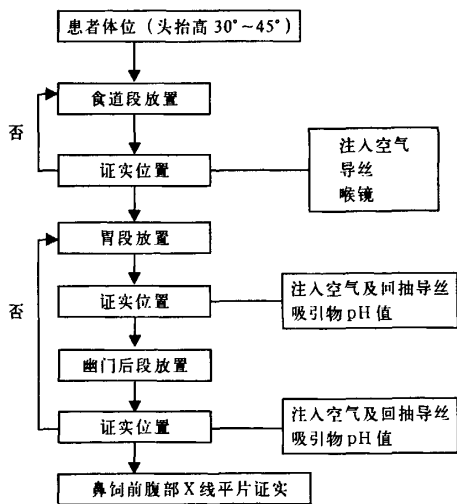 患者体位（头抬高 30°～45°）
食道段放置
否
证实位置
注入空气
导丝
喉镜
胃段放置
证实位置
注入空气及回抽导丝
吸引物 pH 值
否
幽门后段放置
证实位置
注入空气及回抽导丝
吸引物 pH 值
鼻饲前腹部 X 线平片证实